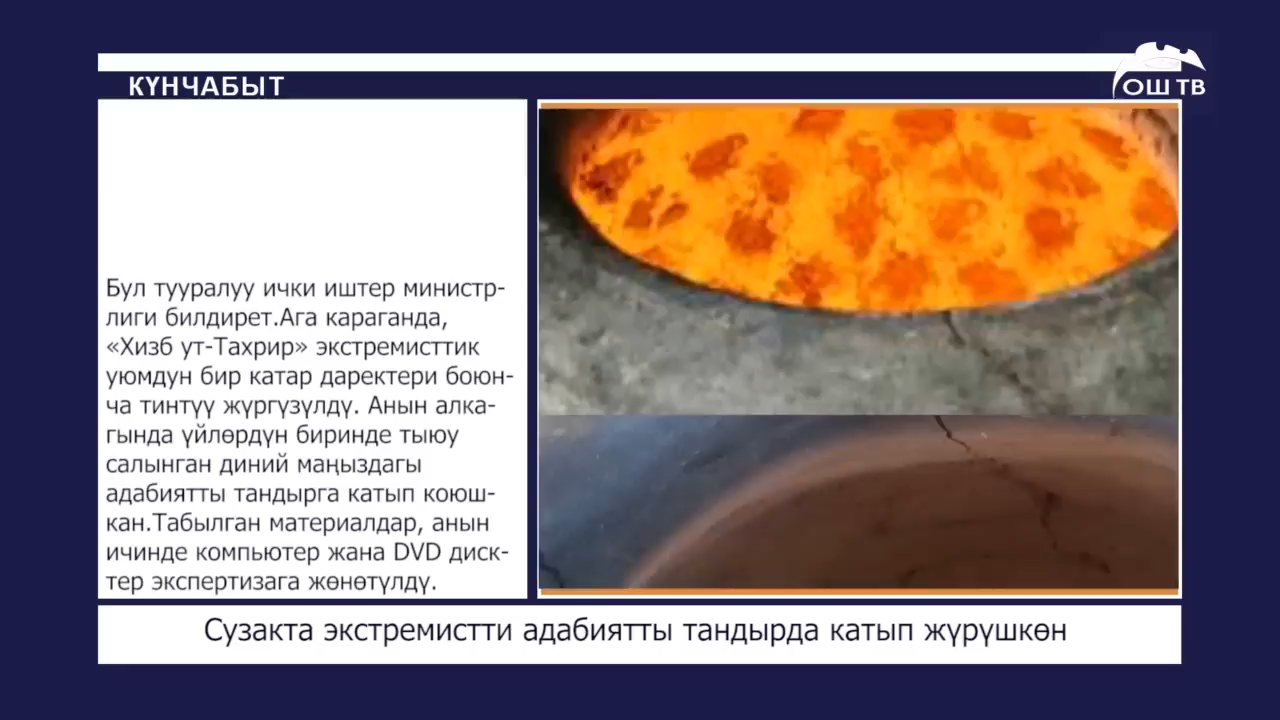 КҮНЧАБЫТ
ОШ ТВ
Бул тууралуу ички иштер министр-
лиги билдирет.Ага караганда,
«Хизб ут-Тахрир» экстремисттик
уюмдун бир катар даректери боюн-
ча тинтүү жүргүзүлдү. Анын алка-
гында үйлөрдүн биринде тыюу
салынган диний маңыздагы
адабиятты тандырга катып коюш-
кан.Табылган материалдар, анын
ичинде компьютер жана DVD диск-
тер экспертизага жөнөтүлдү.
Сузакта экстремистти адабиятты тандырда катып жүрүшкөн